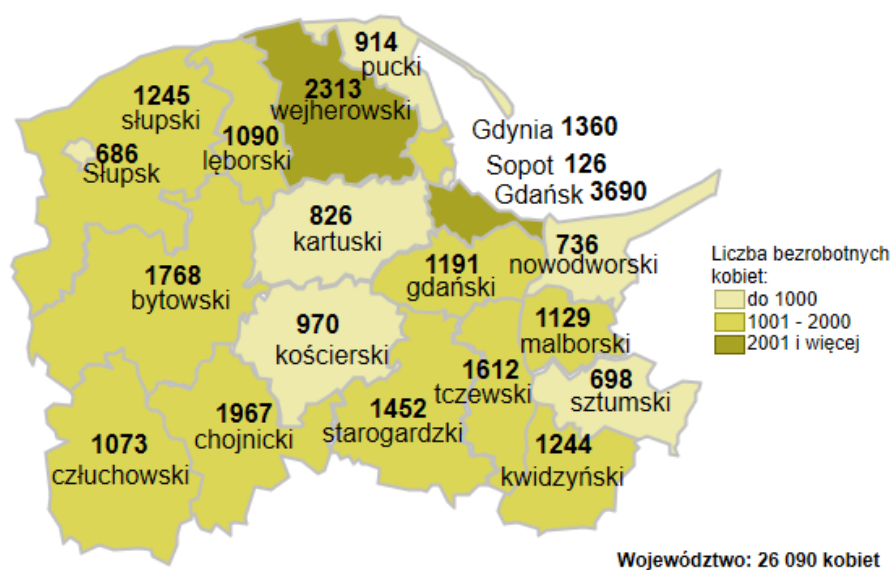 914
pucki
2313
wejherowski
1245
słupski
1090
lęborski
686
Słupsk
Gdynia 1360
Sopot 126
Gdańsk 3690
826
kartuski
736
nowodworski
1191
gdański
1768
bytowski
970
kościerski
1129
malborski
1612
tczewski
698
sztumski
1452
starogardzki
1967
chojnicki
1073
człuchowski
1244
kwidzyński
Liczba bezrobotnych
kobiet:
do 1000
1001 - 2000
2001 i więcej
Województwo: 26 090 kobiet